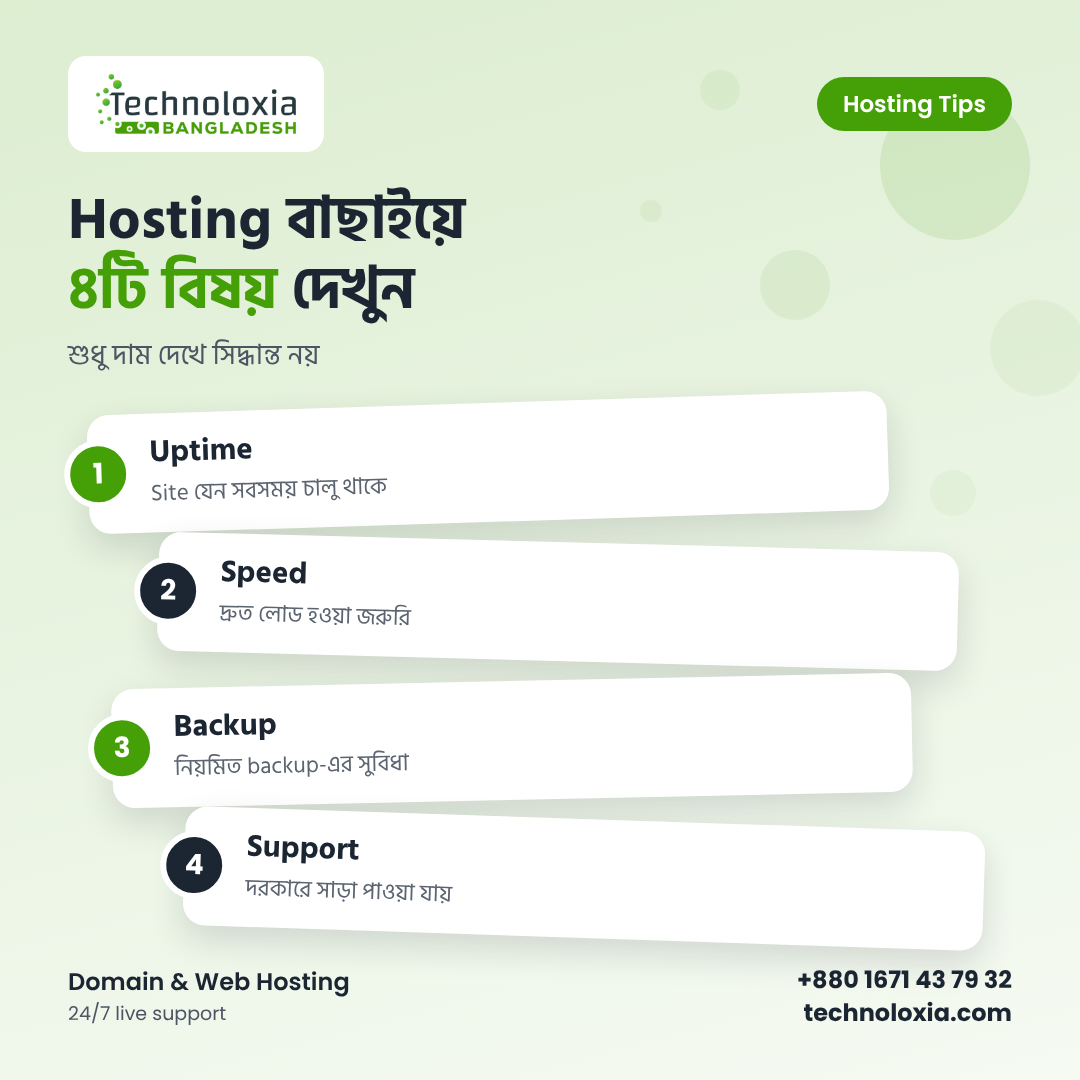 Technoloxia
BANGLADESH
Hosting Tips
Hosting বাছাইয়ে
৪টি বিষয় দেখুন
শুধু দাম দেখে সিদ্ধান্ত নয়
1
Uptime
Site যেন সবসময় চালু থাকে
2
Speed
দ্রুত লোড হওয়া জরুরি
3
Backup
নিয়মিত backup-এর সুবিধা
4
Support
দরকারে সাড়া পাওয়া যায়
Domain & Web Hosting
24/7 live support
+880 1671 43 79 32
technoloxia.com